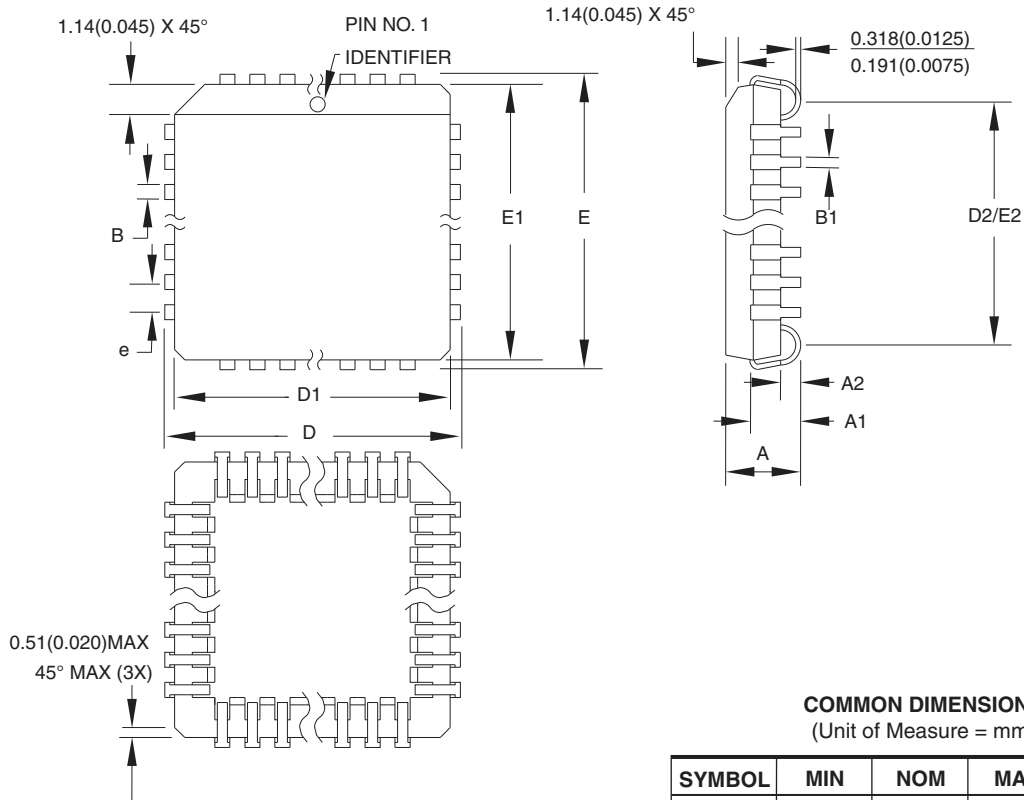 1.14(0.045) X 45°
PIN NO. 1
IDENTIFIER
1.14(0.045) X 45°
0.318(0.0125)
0.191(0.0075)
E1
E
B1
D2/E2
B
e
D1
D
A2
A1
A
0.51(0.020)MAX
45° MAX (3X)
COMMON DIMENSION
(Unit of Measure = mm
SYMBOL MIN NOM MA